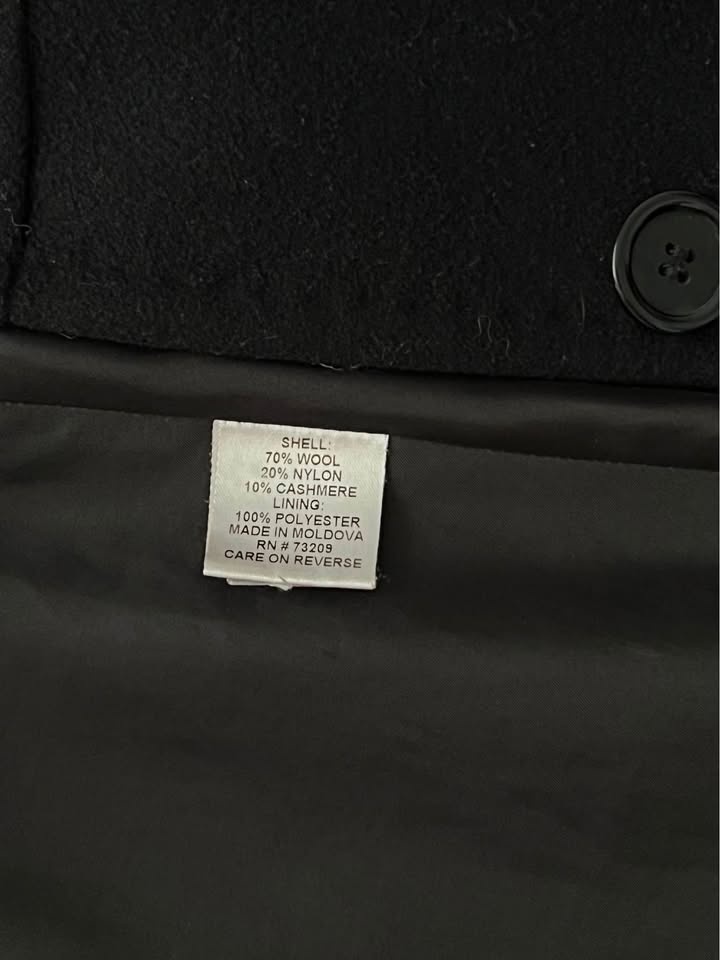 SHELL:
70% WOOL
20% NYLON
10% CASHMERE
LINING:
100% POLYESTER
MADE IN MOLDOVA
RN # 73209
CARE ON REVERSE